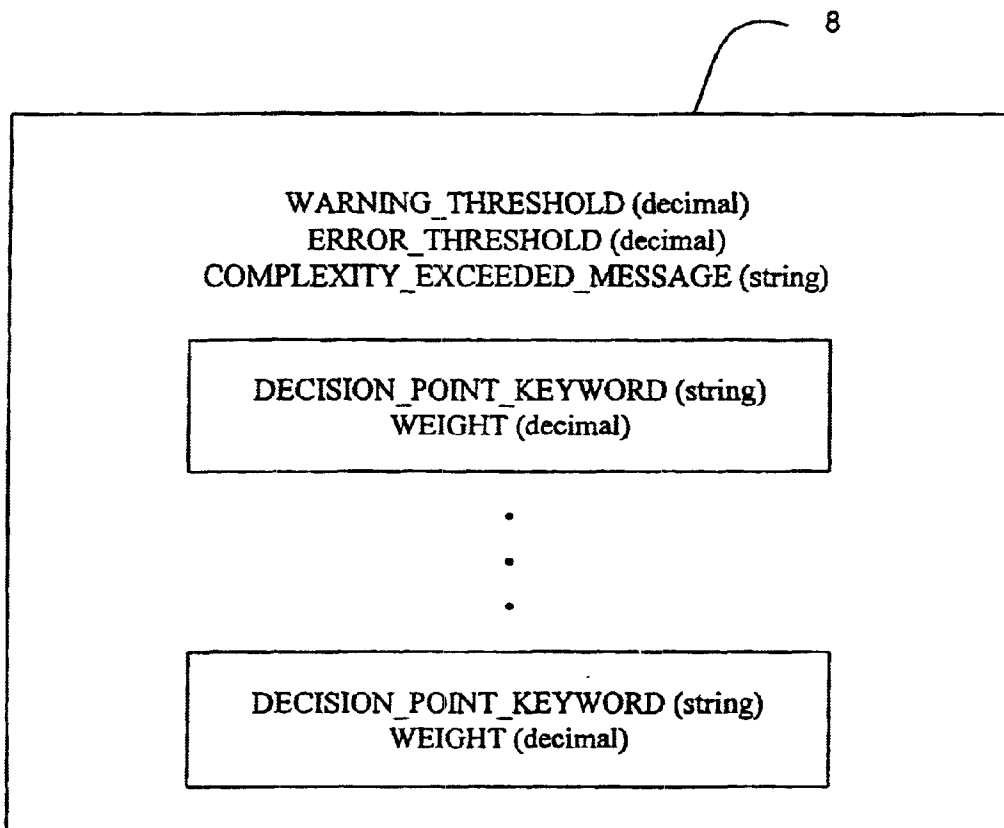 8
WARNING_THRESHOLD (decimal)
ERROR_THRESHOLD (decimal)
COMPLEXITY_EXCEEDED_MESSAGE (string)
DECISION_POINT_KEYWORD (string)
WEIGHT (decimal)
DECISION_POINT_KEYWORD (string)
WEIGHT (decimal)